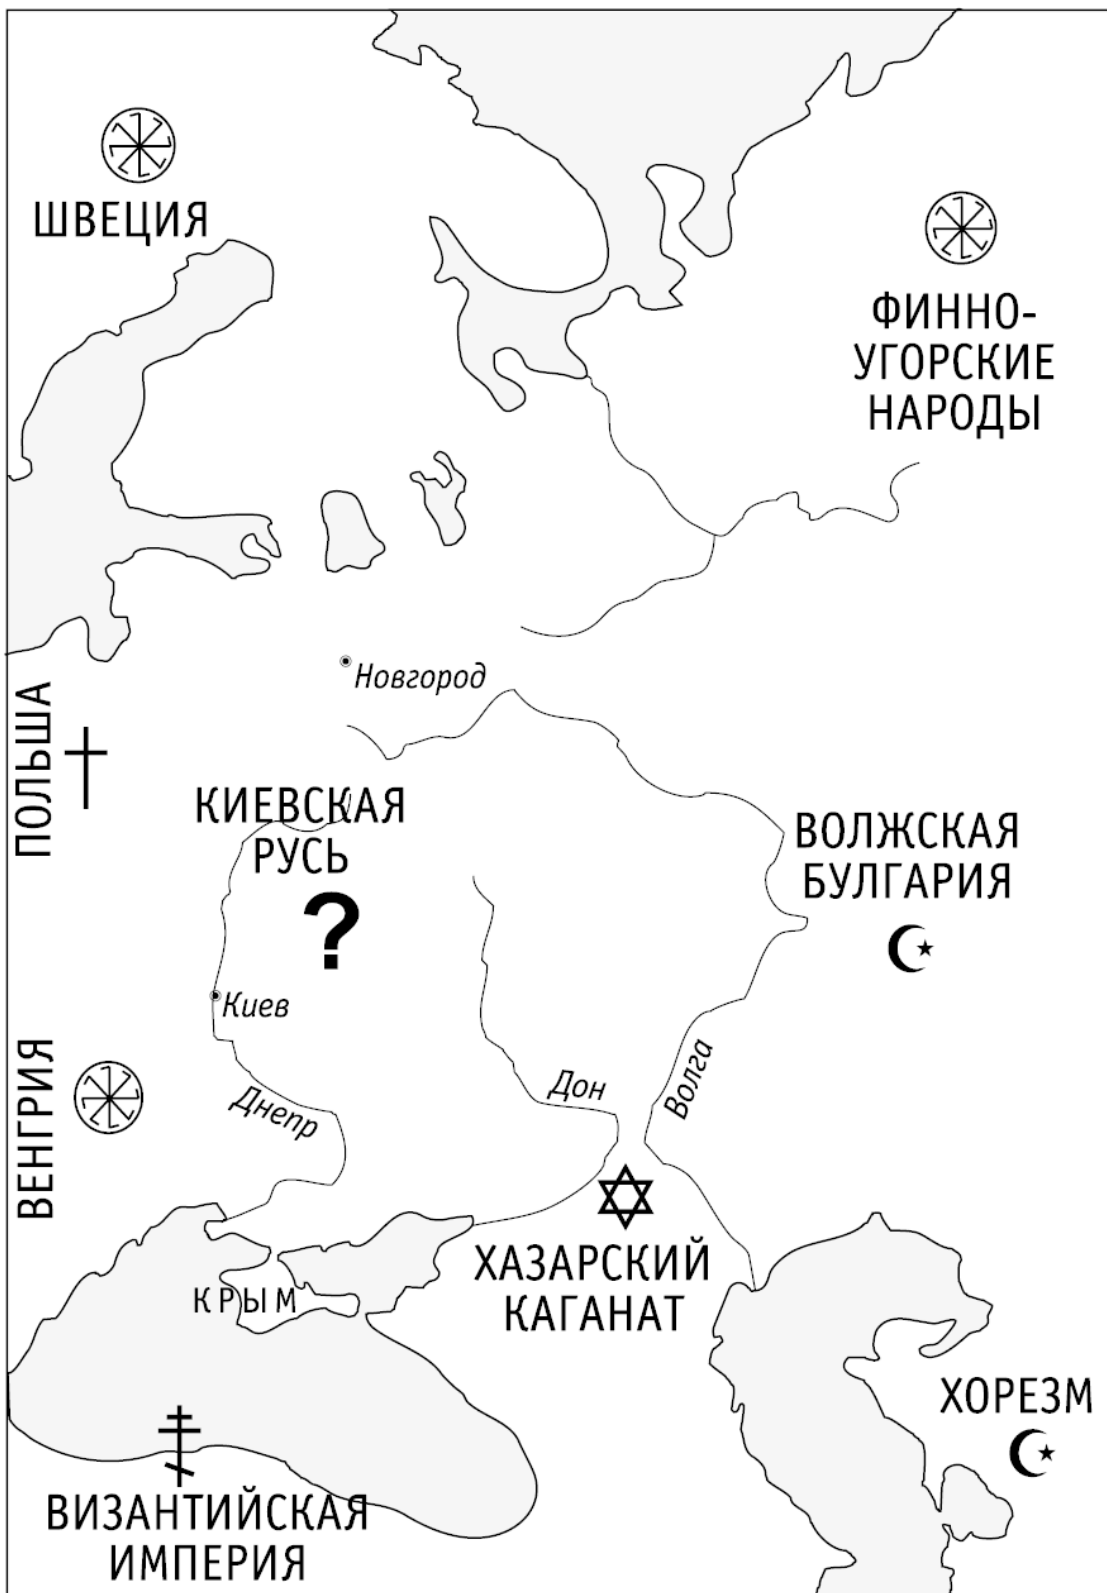 ШВЕЦИЯ
ФИННО-
УГОРСКИЕ
НАРОДЫ
Новгород
ПОЛЬША
КИЕВСКАЯ
РУСЬ
?
ВОЛЖСКАЯ
БУЛГАРИЯ
Киев
ВЕНГРИЯ
Днепр
Дон
Волга
ХАЗАРСКИЙ
КАГАНАТ
КРЫМ
ХОРЕЗМ
ВИЗАНТИЙСКАЯ
ИМПЕРИЯ